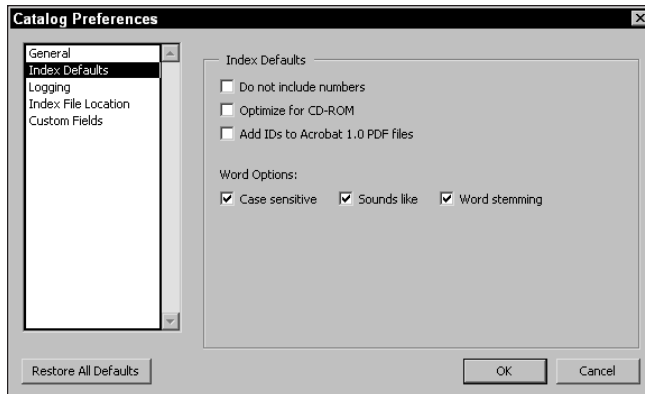 Catalog Preferences
General
Index Defaults
Logging
Index File Location
Custom Fields
Index Defaults
Do not include numbers
Optimize for CD-ROM
Add IDs to Acrobat 1.0 PDF files
Word Options:
Case sensitive Sounds like Word stemming
Restore All Defaults OK Cancel